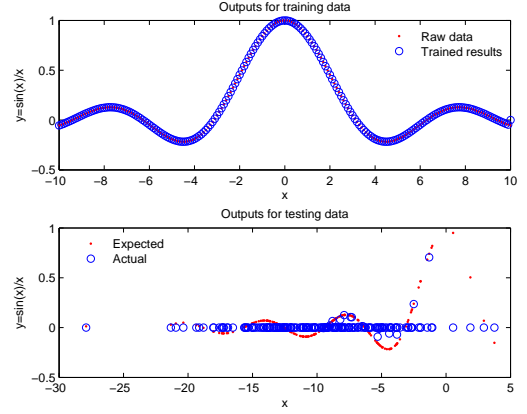 Outputs for training data
1
0.5
0
−0.5
y=sin(x)/x
Raw data
Trained results
−10 −8 −6 −4 −2 0 2 4 6 8 10
x
Outputs for testing data
1
0.5
0
−0.5
y=sin(x)/x
Expected
Actual
−30 −25 −20 −15 −10 −5 0 5
x